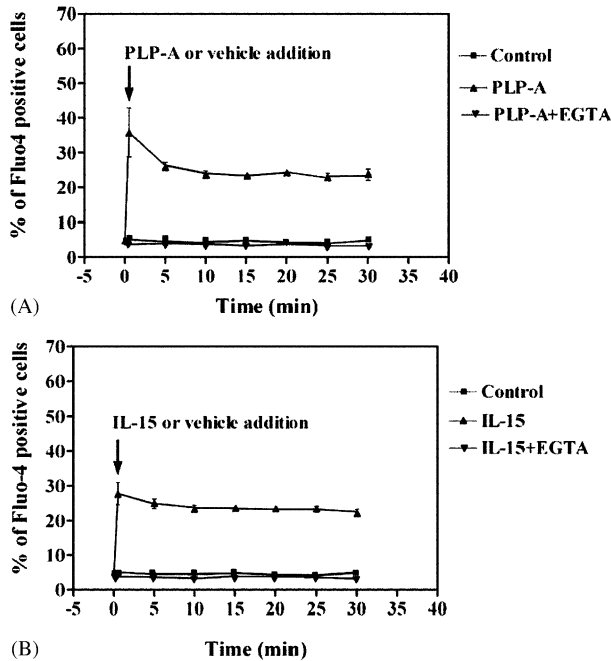 70
60
50
40
30
20
10
0
% of Fluo4 positive cells
PLP-A or vehicle addition
Control
PLP-A
PLP-A+EGTA
-5 0 5 10 15 20 25 30 35 40
Time (min)
(A)
70
60
50
40
30
20
10
0
% of Fluo-4 positive cells
IL-15 or vehicle addition
Control
IL-15
IL-15+EGTA
-5 0 5 10 15 20 25 30 35 40
Time (min)
(B)